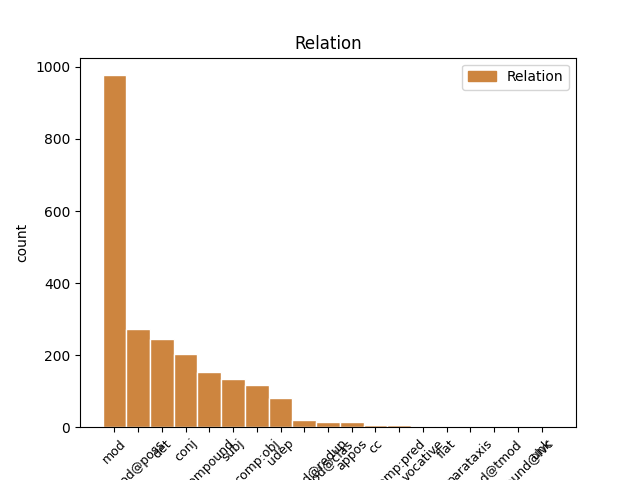 Relation
Relation
count
1000
800
600
400
200
0
mod
det
conj
subj
comp:obj
udep
appos
cc
vocative
flat
parataxis